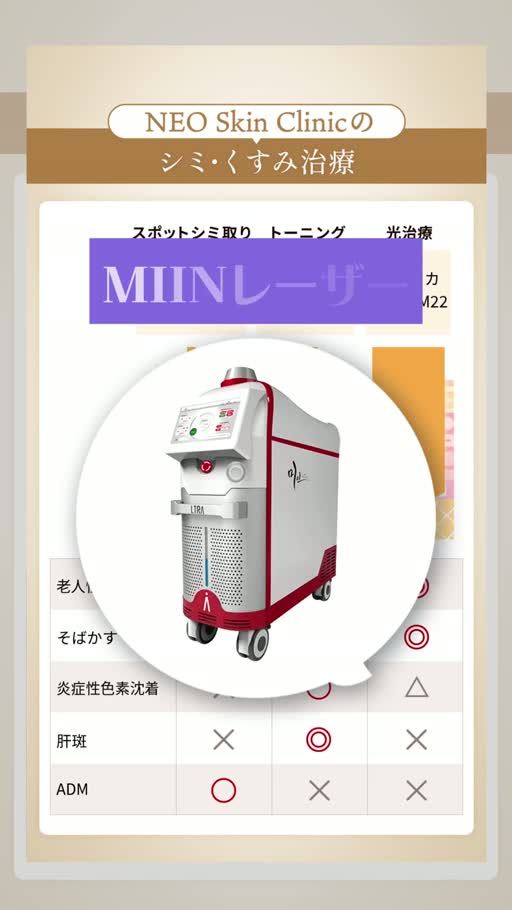 NEO Skin Clinicの
シミ・くすみ治療
スポットシミ取り トーニング 光治療
MIINレーザー
カ
M22
LTRA
老人
そばかす ◎
炎症性色素沈着 △
肝斑 × ◎ ×
ADM ○ × ×